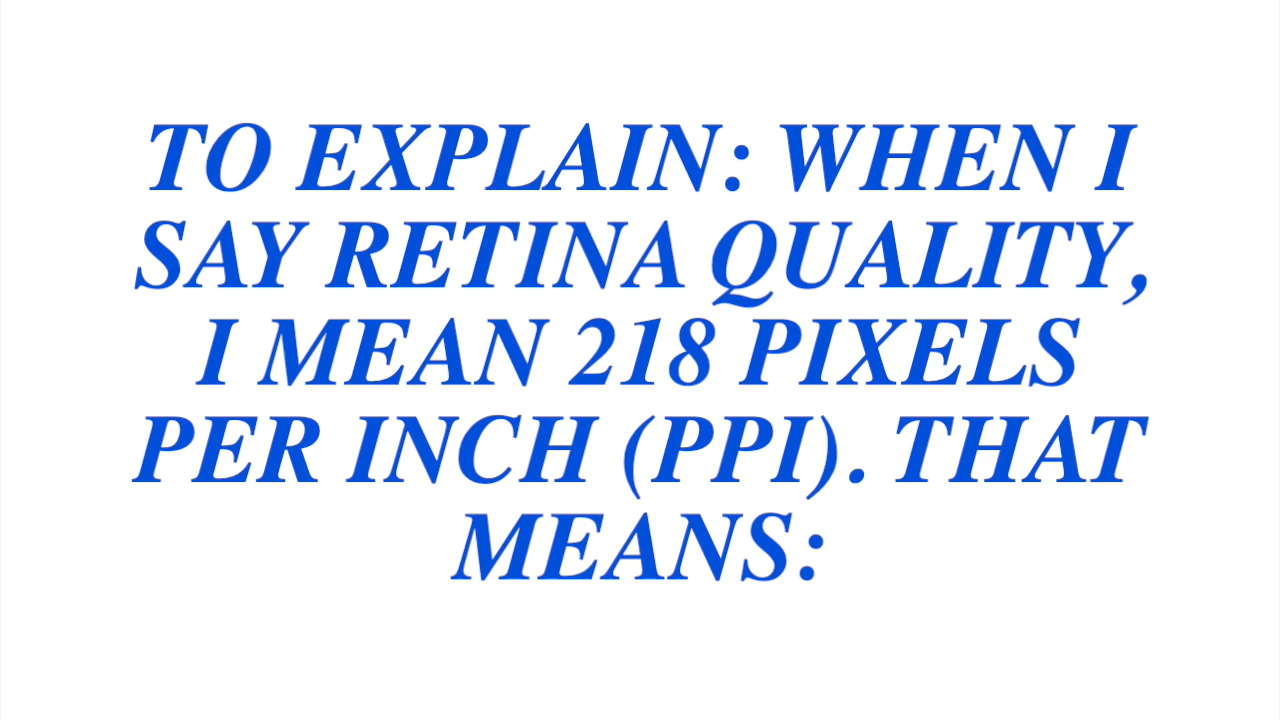 TO EXPLAIN: WHEN I
SAY RETINA QUALITY,
I MEAN 218 PIXELS
PER INCH (PPI). THAT
MEANS: